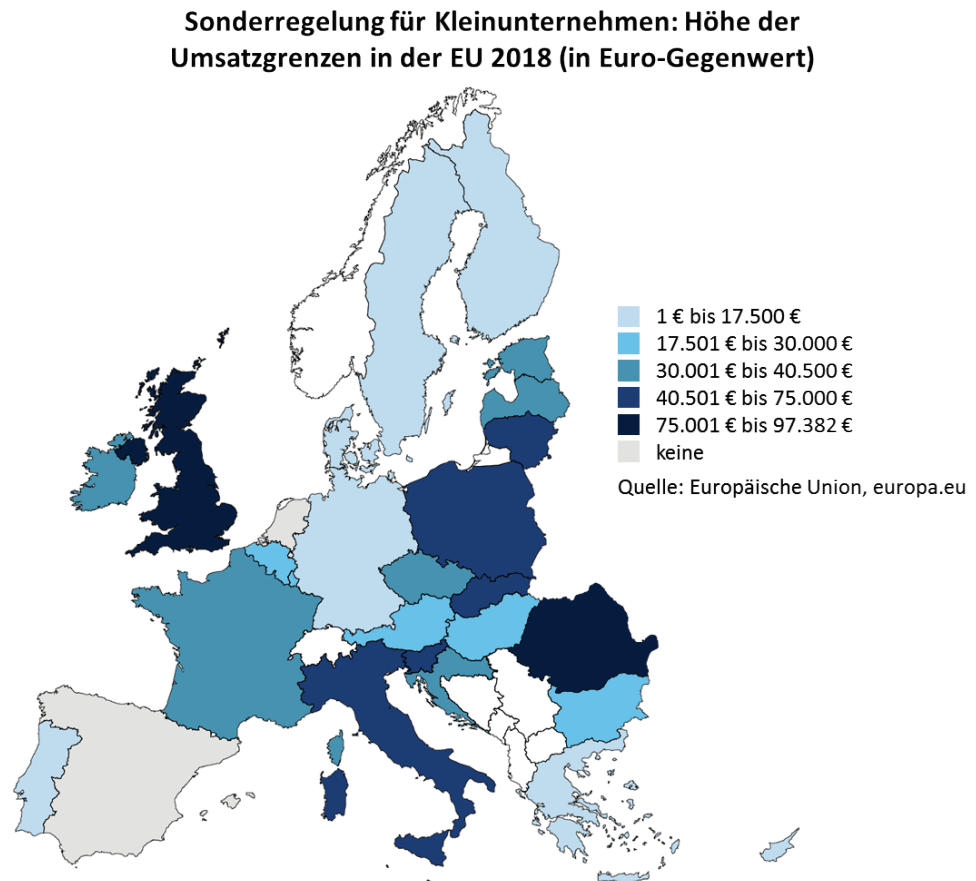 Sonderregelung für Kleinunternehmen: Höhe der
Umsatzgrenzen in der EU 2018 (in Euro-Gegenwert)
1 € bis 17.500 €
17.501 € bis 30.000 €
30.001 € bis 40.500 €
40.501 € bis 75.000 €
75.001 € bis 97.382 €
keine
Quelle: Europäische Union, europa.eu